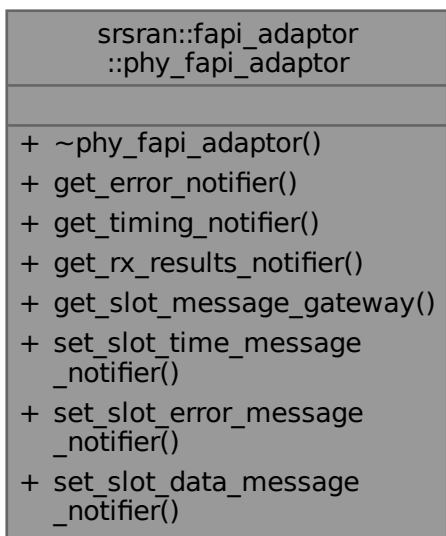 srsran::fapi_adaptor
::phy_fapi_adaptor
+ ~phy_fapi_adaptor()
+ get_error_notifier()
+ get_timing_notifier()
+ get_rx_results_notifier()
+ get_slot_message_gateway()
+ set_slot_time_message
_notifier()
+ set_slot_error_message
_notifier()
+ set_slot_data_message
_notifier()